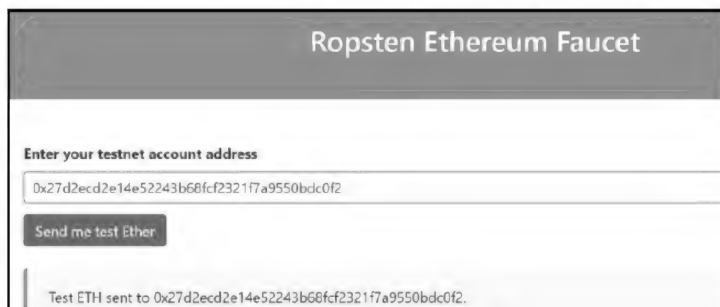 Ropsten Ethereum Faucet
Enter your testnet account address
0x27d2ecd2e14e52243b68fcf2321f7a9550bdc0f2
Send me test Ether
Test ETH sent to 0x27d2ecd2e14e52243b68fcf2321f7a9550bdc0f2.